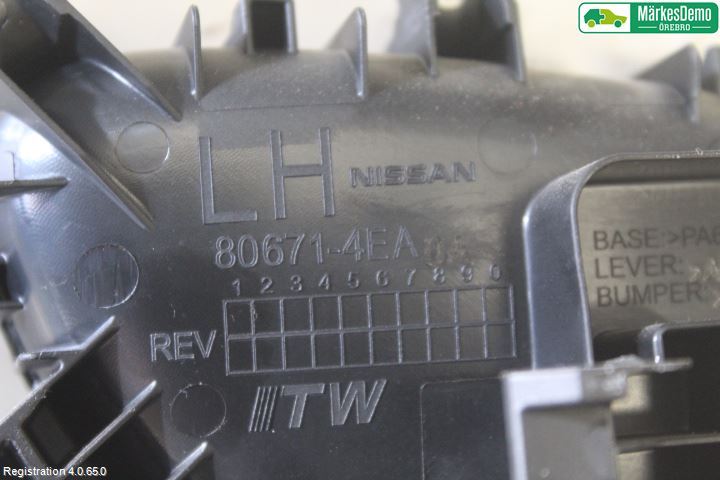 MärkesDemo
ÖREBRO
LH NISSAN
80671-4EA
1 2 3 4 5 6 7 8 9 0
REV
ITW
BASE:>PA
LEVER:
BUMPER:
Registration 4.0.65.0